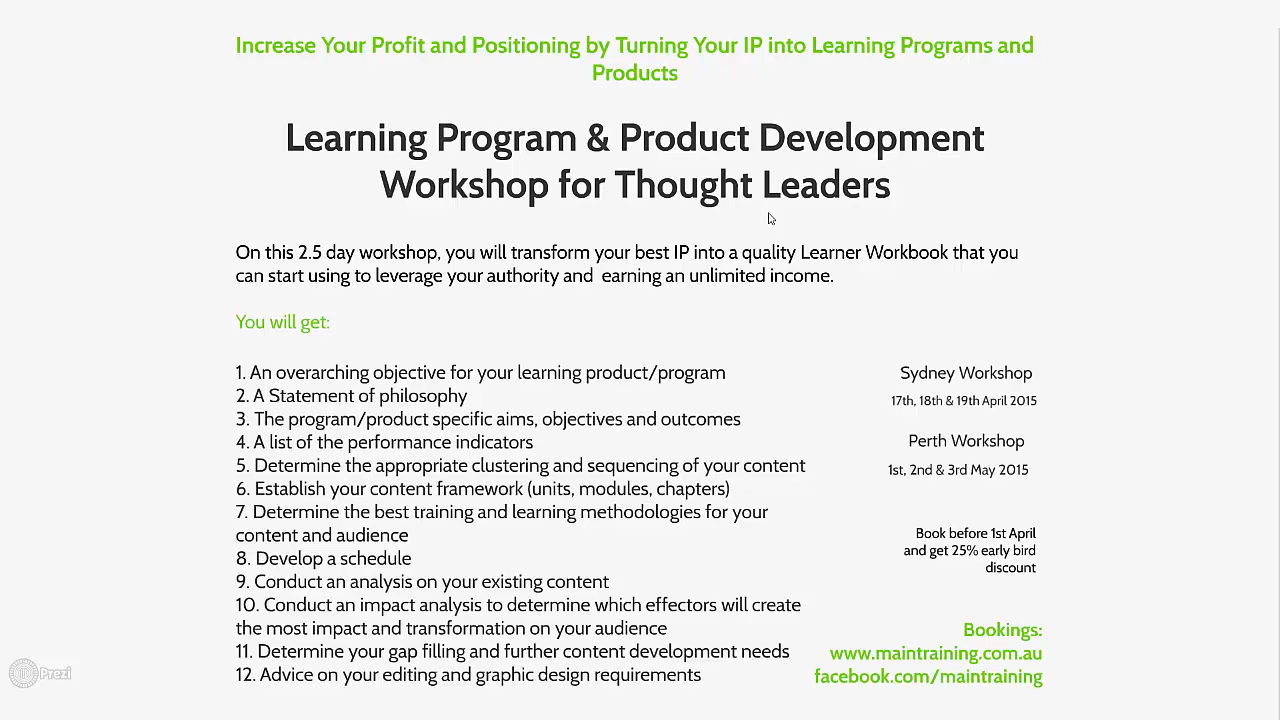 Increase Your Profit and Positioning by Turning Your IP into Learning Programs and
Products
Learning Program & Product Development
Workshop for Thought Leaders
On this 2.5 day workshop, you will transform your best IP into a quality Learner Workbook that you
can start using to leverage your authority and  earning an unlimited income.
You will get:
1. An overarching objective for your learning product/program
2. A Statement of philosophy
3. The program/product specific aims, objectives and outcomes
4. A list of the performance indicators
5. Determine the appropriate clustering and sequencing of your content
6. Establish your content framework (units, modules, chapters)
7. Determine the best training and learning methodologies for your
content and audience
8. Develop a schedule
9. Conduct an analysis on your existing content
10. Conduct an impact analysis to determine which effectors will create
the most impact and transformation on your audience
11. Determine your gap filling and further content development needs
12. Advice on your editing and graphic design requirements
Sydney Workshop
17th, 18th & 19th April 2015
Perth Workshop
1st, 2nd & 3rd May 2015
Book before 1st April
and get 25% early bird
discount
Bookings:
www.maintraining.com.au
facebook.com/maintraining
Prezi